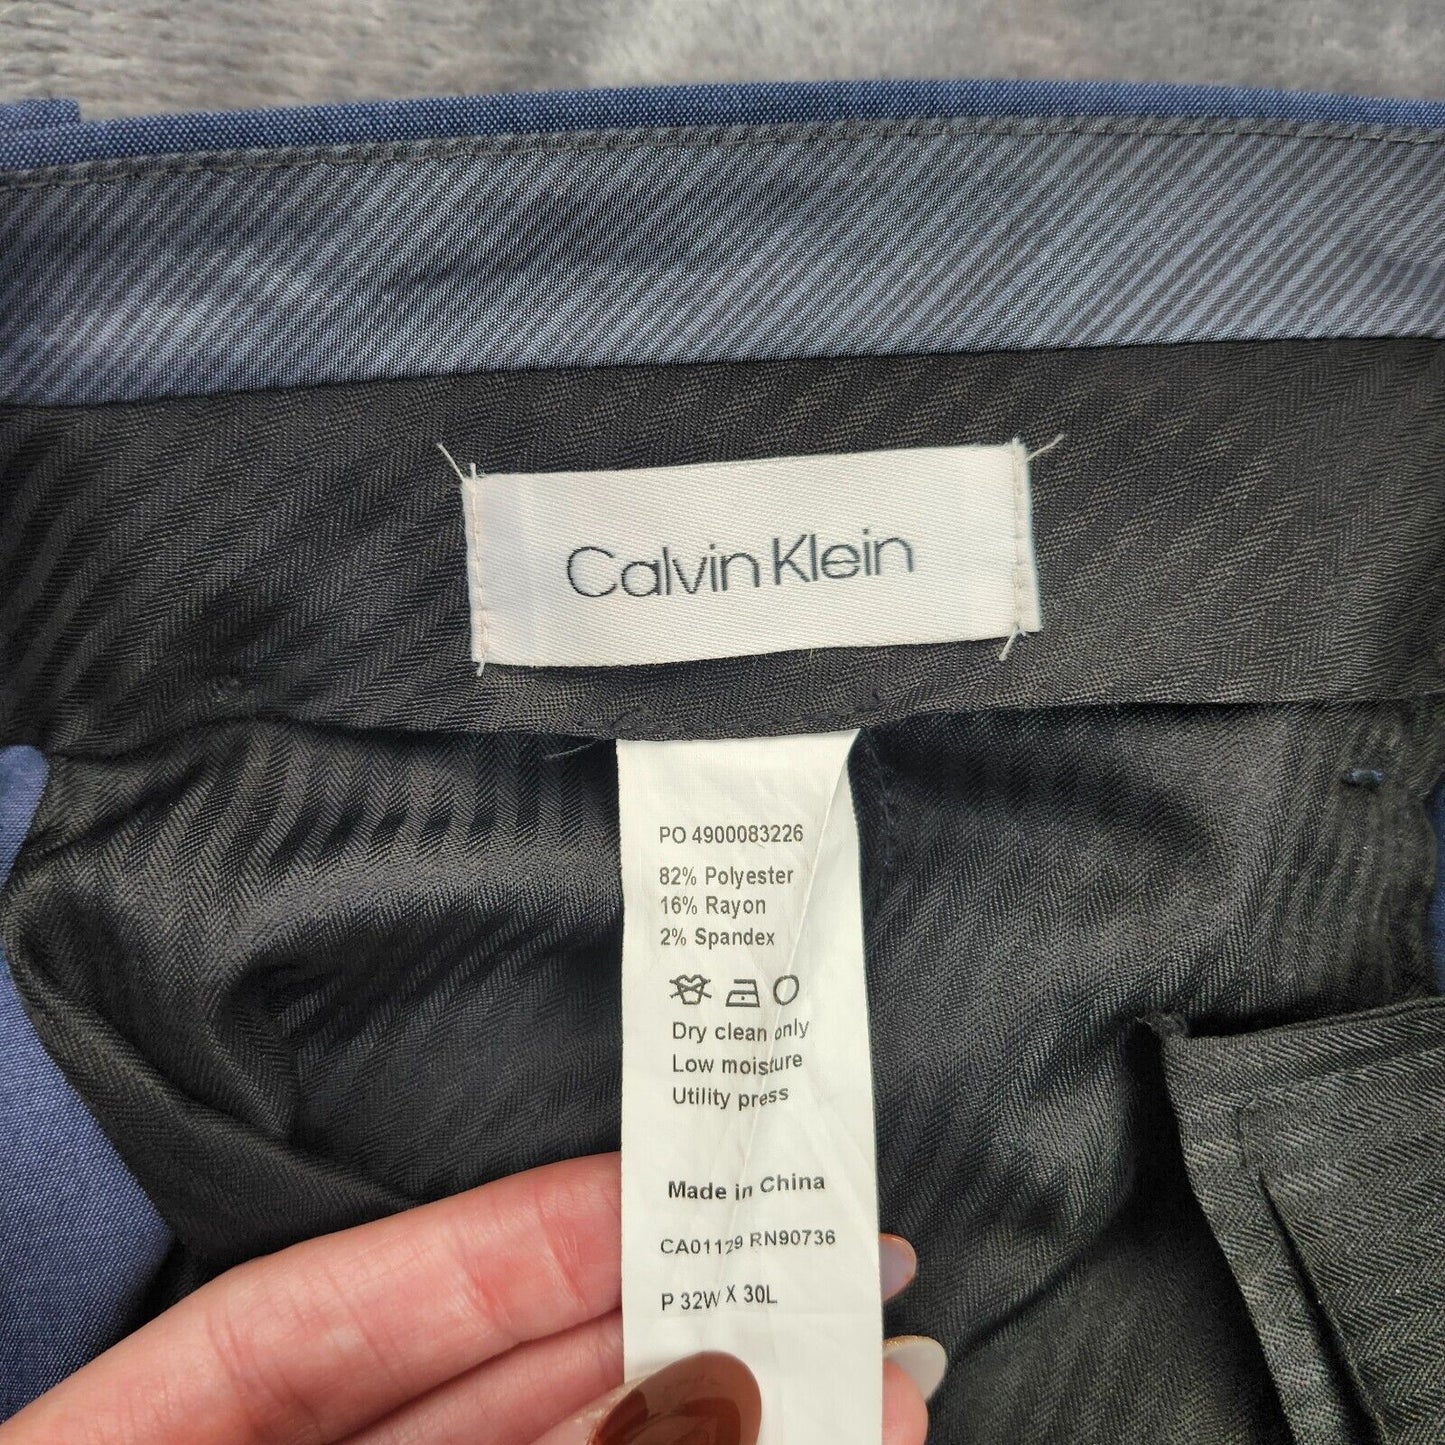 Calvin Klein
PO 4900083226
82% Polyester
16% Rayon
2% Spandex
Dry clean only
Low moisture
Utility press
Made in China
CA01129 RN90736
P 32W X 30L